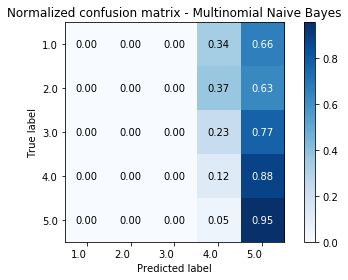 Normalized confusion matrix - Multinomial Naive Bayes
1.0 0.00 0.00 0.00 0.34 0.66
2.0 0.00 0.00 0.00 0.37 0.63
3.0 0.00 0.00 0.00 0.23 0.77
4.0 0.00 0.00 0.00 0.12 0.88
5.0 0.00 0.00 0.00 0.05 0.95
1.0 2.0 3.0 4.0 5.0
True label
Predicted label
0.8
0.6
0.4
0.2
0.0